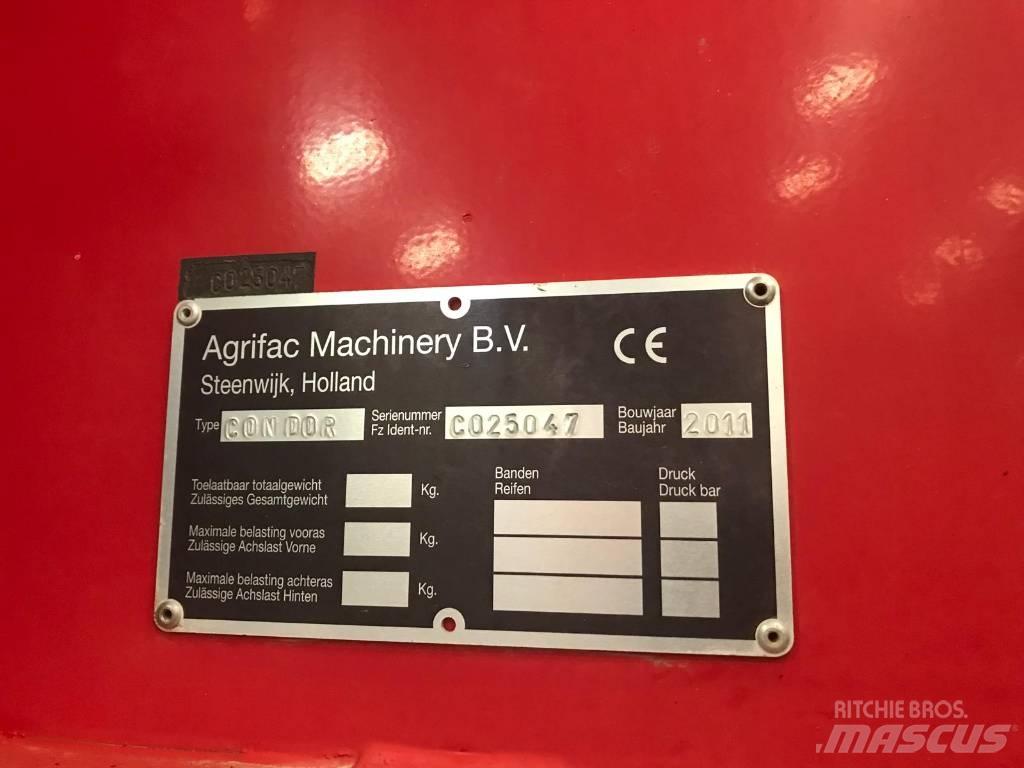 CO25047
Agrifac Machinery B.V. CE
Steenwijk, Holland
Type CONDOR Serienummer Fz Ident-nr. CO25047 Bouwjaar Baujahr 2011
Toelaatbaar totaalgewicht
Zulässiges Gesamtgewicht
Kg.
Maximale belasting vooras
Zulässige Achslast Vorne
Kg.
Maximale belasting achteras
Zulässige Achslast Hinten
Kg.
Banden
Reifen
Druck
Druck bar
RITCHIE BROS.
MASCUS